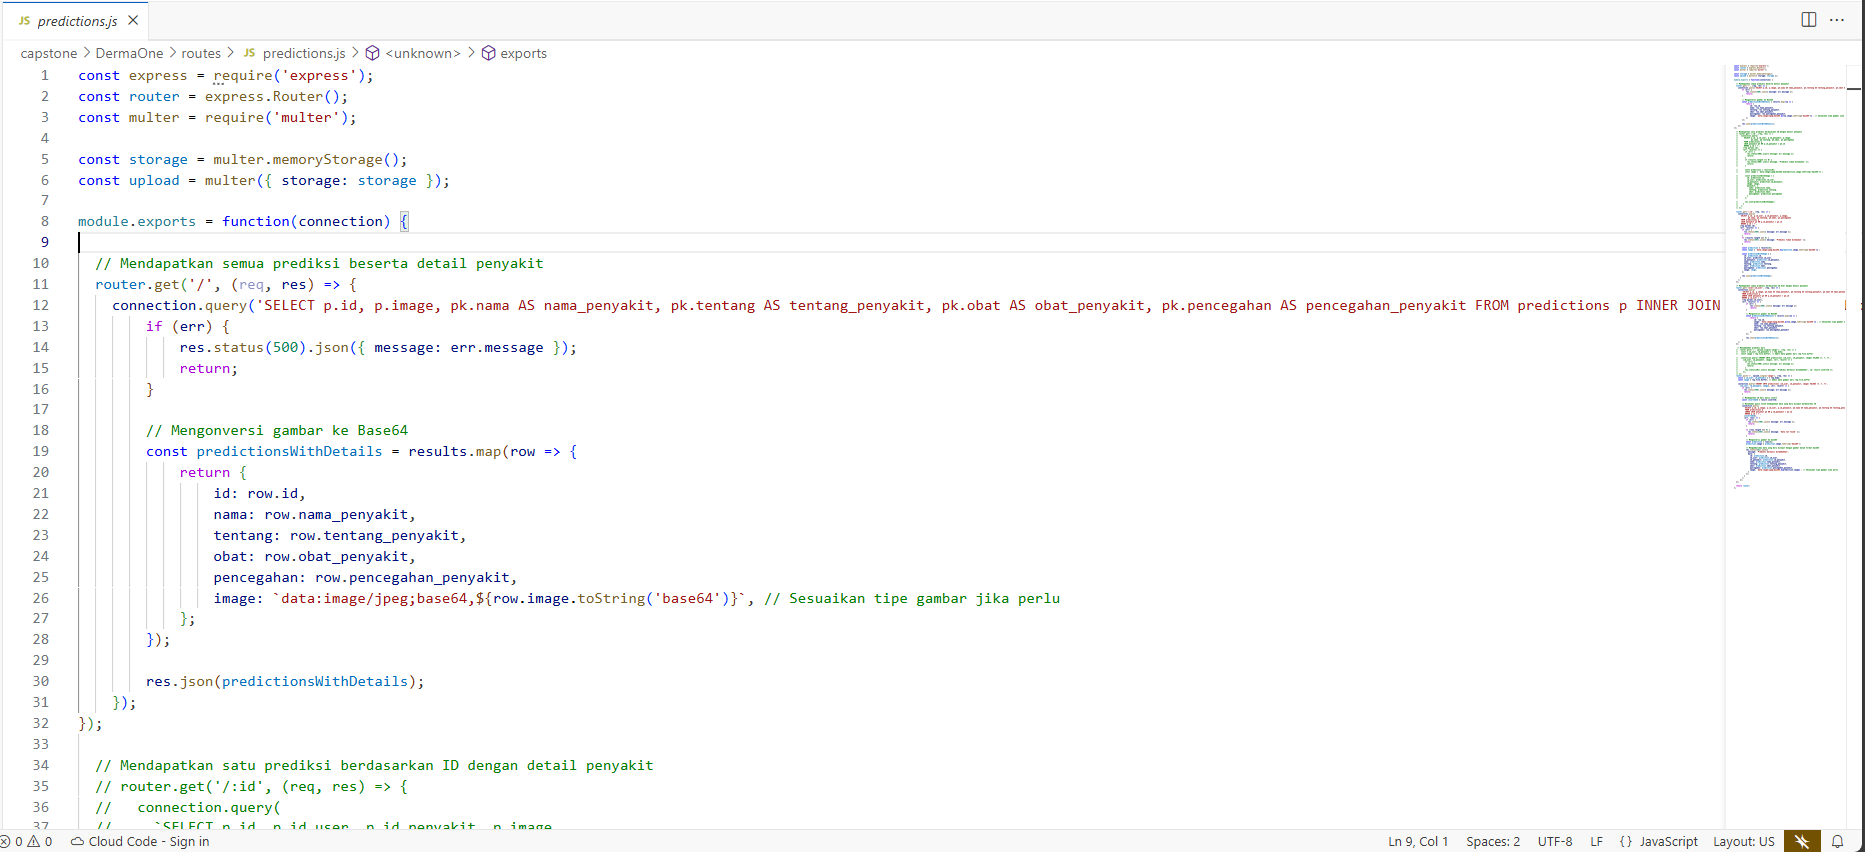 JS predictions.js ×
capstone > DermaOne > routes > JS predictions.js > <unknown> > exports
1 const express = require('express');
2 const router = express.Router();
3 const multer = require('multer');
4
5 const storage = multer.memoryStorage();
6 const upload = multer({ storage: storage });
7
8 module.exports = function(connection) {
9
10 // Mendapatkan semua prediksi beserta detail penyakit
11 router.get('/', (req, res) => {
12 connection.query('SELECT p.id, p.image, pk.nama AS nama_penyakit, pk.tentang AS tentang_penyakit, pk.obat AS obat_penyakit, pk.pencegahan AS pencegahan_penyakit FROM predictions p INNER JOIN
13 if (err) {
14 res.status(500).json({ message: err.message });
15 return;
16 }
17
18 // Mengonversi gambar ke Base64
19 const predictionsWithDetails = results.map(row => {
20 return {
21 id: row.id,
22 nama: row.nama_penyakit,
23 tentang: row.tentang_penyakit,
24 obat: row.obat_penyakit,
25 pencegahan: row.pencegahan_penyakit,
26 image: `data:image/jpeg;base64,${row.image.toString('base64')}`, // Sesuaikan tipe gambar jika perlu
27 };
28 });
29
30 res.json(predictionsWithDetails);
31 });
32 });
33
34 // Mendapatkan satu prediksi berdasarkan ID dengan detail penyakit
35 // router.get('/:id', (req, res) => {
36 // connection.query(
37 // `SELECT p.id, p.id_user, p.id_penyakit, p.image
0 0 Cloud Code - Sign in Ln 9, Col 1 Spaces: 2 UTF-8 LF {} JavaScript Layout: US